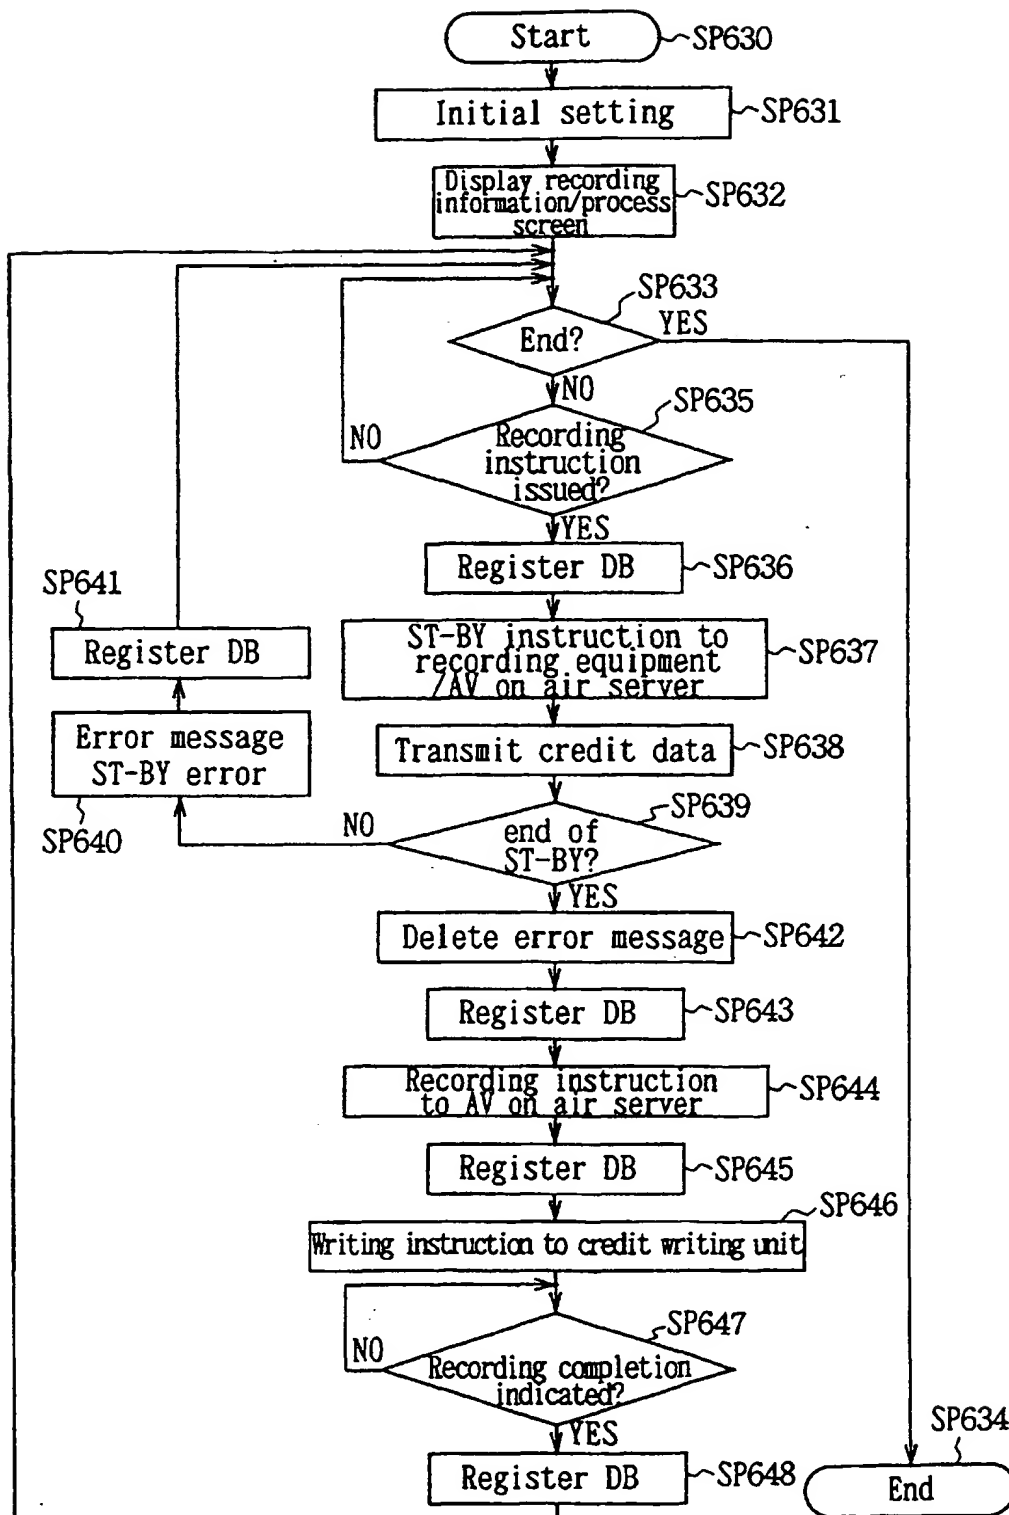 Start
SP630
Initial setting
SP631
Display recording
information/process
screen
SP632
SP633
End?
YES
NO
SP635
Recording
instruction
issued?
NO
YES
Register DB
SP636
SP641
Register DB
ST-BY instruction to
recording equipment
/AV on air server
SP637
Error message
ST-BY error
SP640
Transmit credit data
SP638
SP639
end of
ST-BY?
NO
YES
Delete error message
SP642
Register DB
SP643
Recording instruction
to AV on air server
SP644
Register DB
SP645
SP646
Writing instruction to credit writing unit
SP647
NO
Recording completion
indicated?
YES
Register DB
SP648
SP634
End